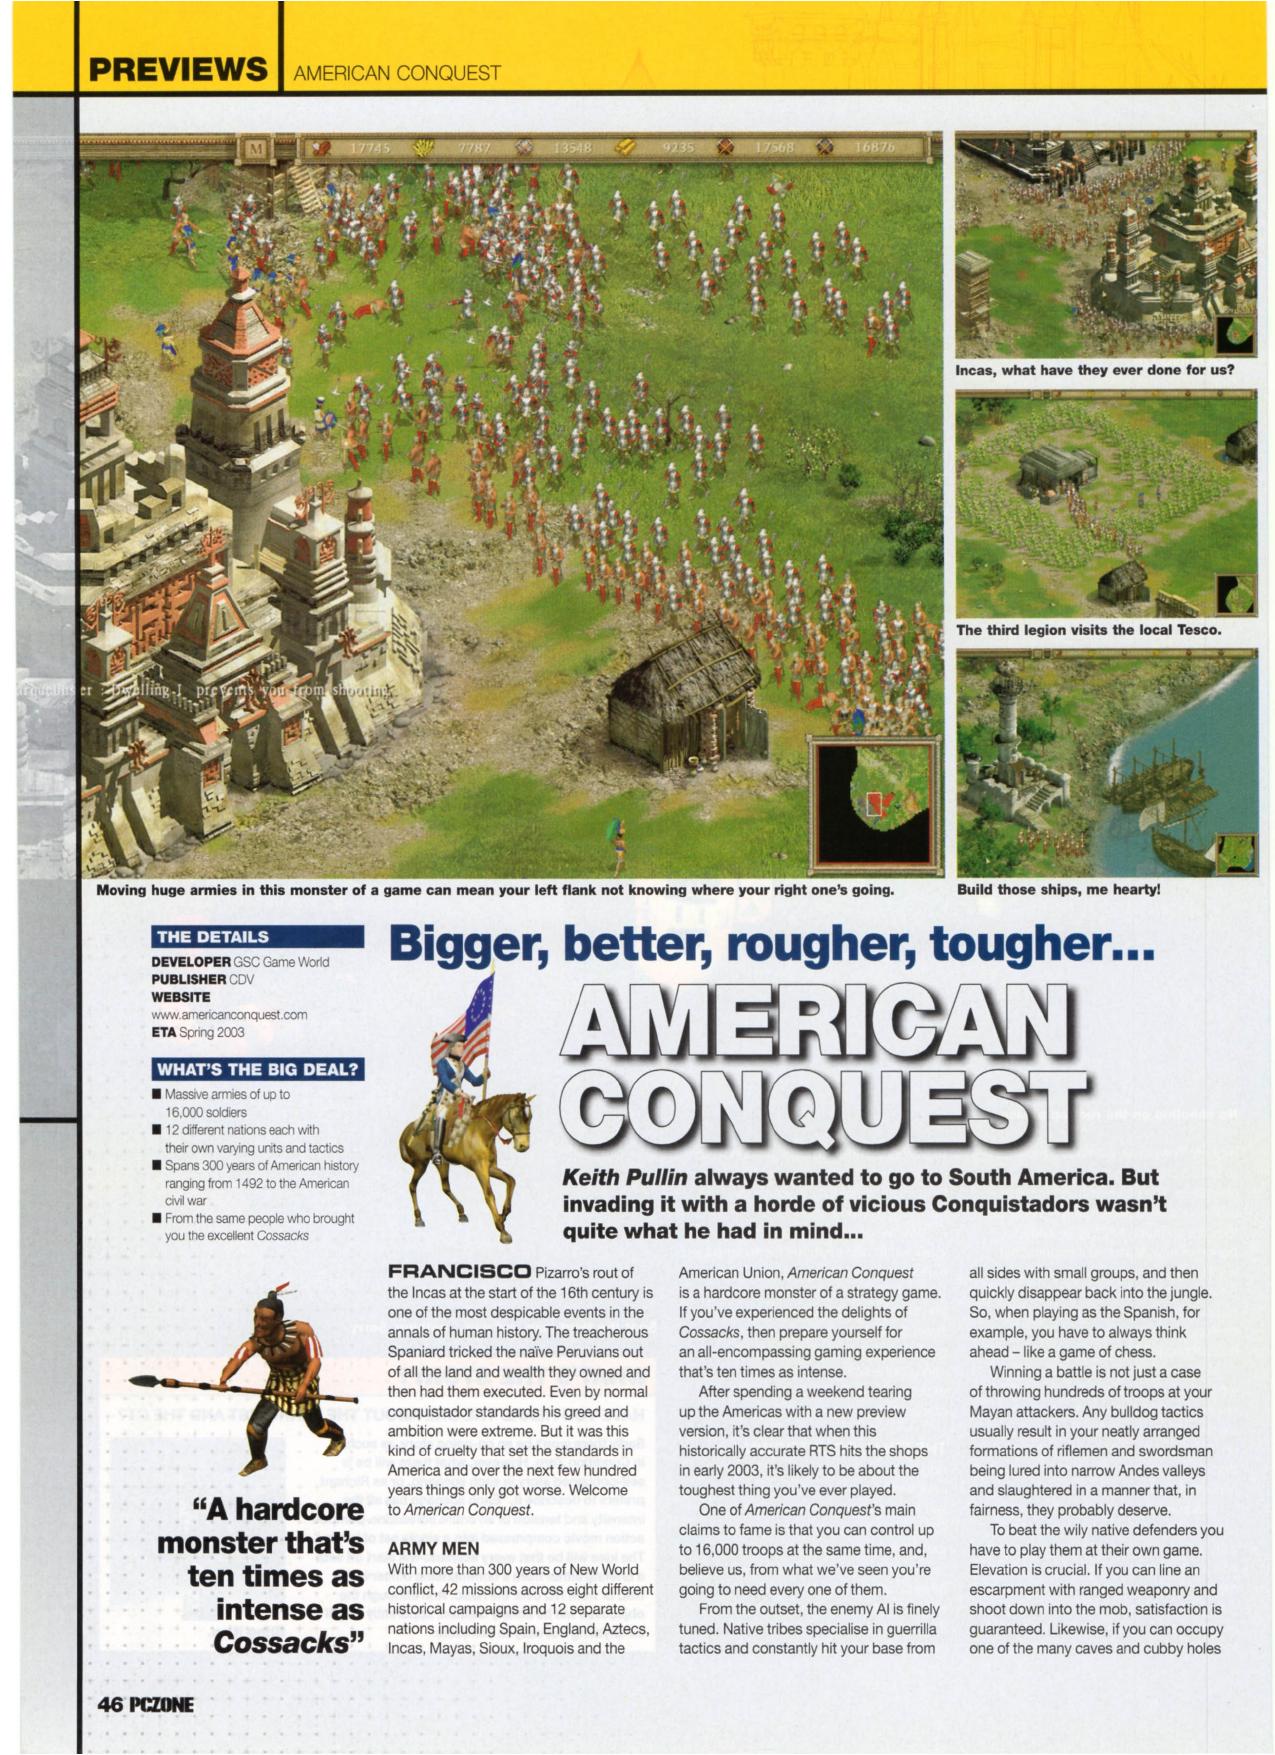 PREVIEWS
AMERICAN CONQUEST
M 17745 7787 13548 9235 17568 16876
arquebusier : Dwelling 1 prevents you from shooting.
Moving huge armies in this monster of a game can mean your left flank not knowing where your right one's going.
Incas, what have they ever done for us?
The third legion visits the local Tesco.
Build those ships, me hearty!
THE DETAILS
DEVELOPER GSC Game World
PUBLISHER CDV
WEBSITE
www.americanconquest.com
ETA Spring 2003
WHAT'S THE BIG DEAL?
■ Massive armies of up to
16,000 soldiers
■ 12 different nations each with
their own varying units and tactics
■ Spans 300 years of American history
ranging from 1492 to the American
civil war
■ From the same people who brought
you the excellent Cossacks
"A hardcore
monster that's
ten times as
intense as
Cossacks"
Bigger, better, rougher, tougher...
AMERICAN
CONQUEST
Keith Pullin always wanted to go to South America. But
invading it with a horde of vicious Conquistadors wasn't
quite what he had in mind...
FRANCISCO Pizarro's rout of
the Incas at the start of the 16th century is
one of the most despicable events in the
annals of human history. The treacherous
Spaniard tricked the naïve Peruvians out
of all the land and wealth they owned and
then had them executed. Even by normal
conquistador standards his greed and
ambition were extreme. But it was this
kind of cruelty that set the standards in
America and over the next few hundred
years things only got worse. Welcome
to American Conquest.
ARMY MEN
With more than 300 years of New World
conflict, 42 missions across eight different
historical campaigns and 12 separate
nations including Spain, England, Aztecs,
Incas, Mayas, Sioux, Iroquois and the
American Union, American Conquest
is a hardcore monster of a strategy game.
If you've experienced the delights of
Cossacks, then prepare yourself for
an all-encompassing gaming experience
that's ten times as intense.
After spending a weekend tearing
up the Americas with a new preview
version, it's clear that when this
historically accurate RTS hits the shops
in early 2003, it's likely to be about the
toughest thing you've ever played.
One of American Conquest's main
claims to fame is that you can control up
to 16,000 troops at the same time, and,
believe us, from what we've seen you're
going to need every one of them.
From the outset, the enemy AI is finely
tuned. Native tribes specialise in guerrilla
tactics and constantly hit your base from
all sides with small groups, and then
quickly disappear back into the jungle.
So, when playing as the Spanish, for
example, you have to always think
ahead – like a game of chess.
Winning a battle is not just a case
of throwing hundreds of troops at your
Mayan attackers. Any bulldog tactics
usually result in your neatly arranged
formations of riflemen and swordsman
being lured into narrow Andes valleys
and slaughtered in a manner that, in
fairness, they probably deserve.
To beat the wily native defenders you
have to play them at their own game.
Elevation is crucial. If you can line an
escarpment with ranged weaponry and
shoot down into the mob, satisfaction is
guaranteed. Likewise, if you can occupy
one of the many caves and cubby holes
46 PCZONE